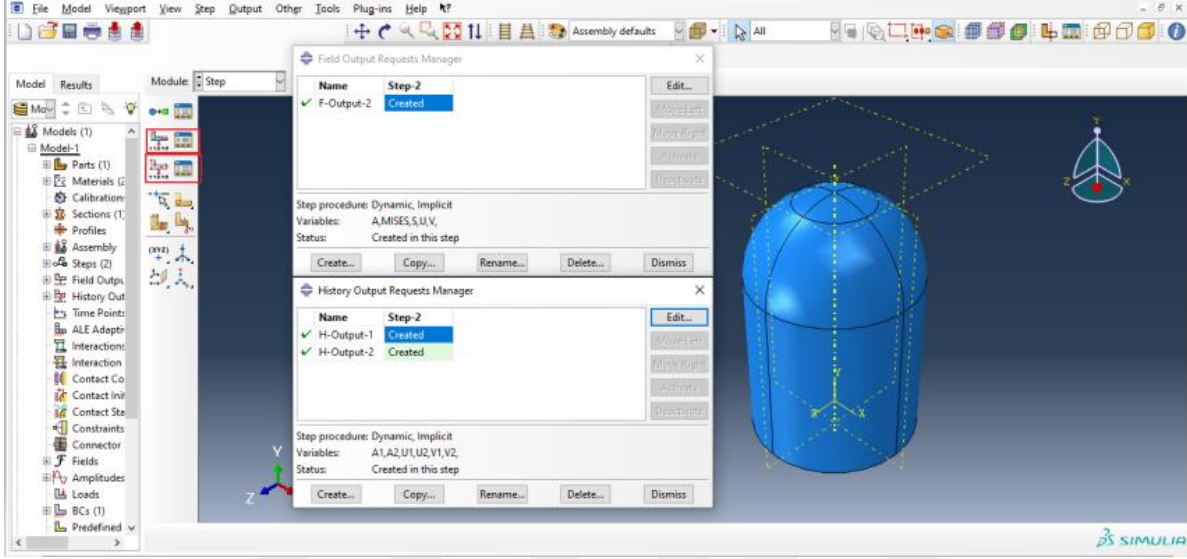 File Model Viewport View Step Output Other Tools Plug-ins Help
Assembly defaults
All
Model Results
Module: Step
Field Output Requests Manager
Name Step-2
F-Output-2 Created
Edit...
Move Left
Move Right
Activate
Deactivate
Step procedure: Dynamic, Implicit
Variables: A,MISES,S,U,V,
Status: Created in this step
Create... Copy... Rename... Delete... Dismiss
History Output Requests Manager
Name Step-2
H-Output-1 Created
H-Output-2 Created
Edit...
Move Left
Move Right
Activate
Deactivate
Step procedure: Dynamic, Implicit
Variables: A1,A2,U1,U2,V1,V2,
Status: Created in this step
Create... Copy... Rename... Delete... Dismiss
Models (1)
Model-1
Parts (1)
Materials (2
Calibration
Sections (1
Profiles
Assembly
Steps (2)
Field Outpu
History Out
Time Points
ALE Adapti
Interactions
Interaction
Contact Co
Contact Init
Contact Sta
Constraints
Connector
Fields
Amplitudes
Loads
BCs (1)
Predefined
(XYZ)
Y
Z
Y
Z
X
Y
Z
X
SIMULIA